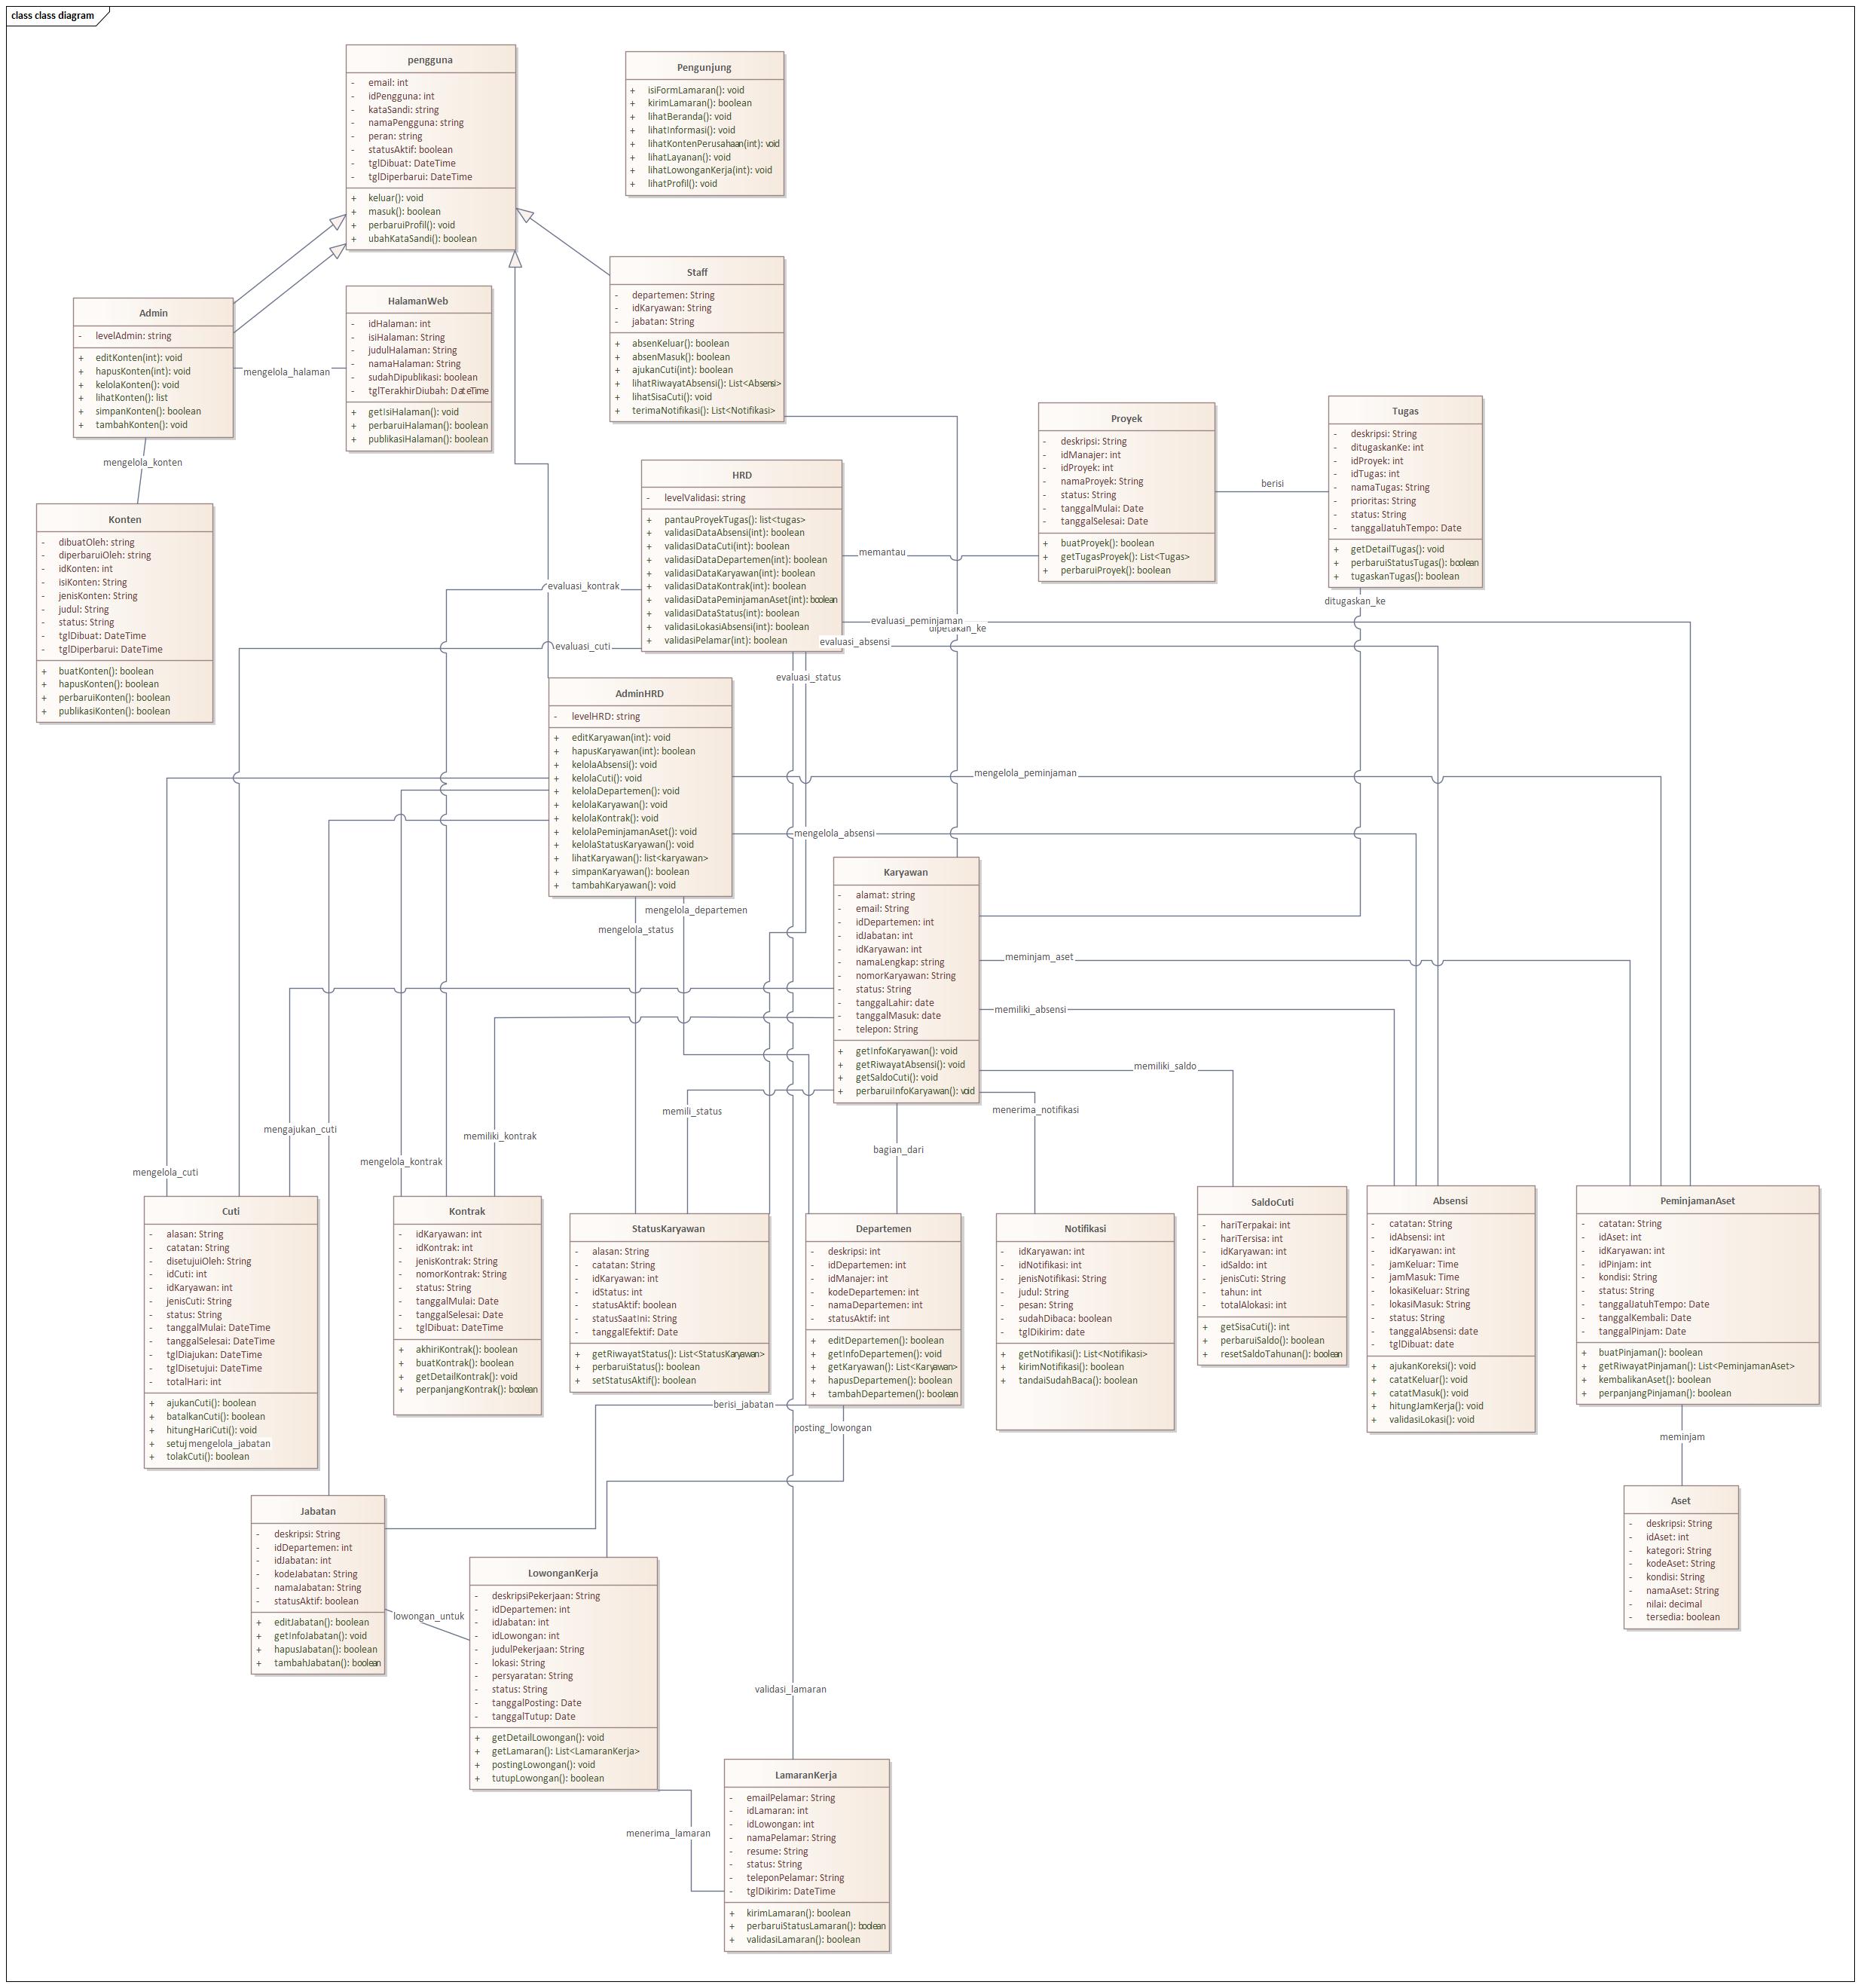 class class diagram
pengguna
- email: int
- idPengguna: int
- kataSandi: string
- namaPengguna: string
- peran: string
- statusAktif: boolean
- tglDibuat: DateTime
- tglDiperbarui: DateTime
+ keluar(): void
+ masuk(): boolean
+ perbaruiProfil(): void
+ ubahKataSandi(): boolean
Pengunjung
+ isiFormLamaran(): void
+ kirimLamaran(): boolean
+ lihatBeranda(): void
+ lihatInformasi(): void
+ lihatKontenPerusahaan(int): void
+ lihatLayanan(): void
+ lihatLowonganKerja(int): void
+ lihatProfil(): void
Staff
- departemen: String
- idKaryawan: String
- jabatan: String
+ absenKeluar(): boolean
+ absenMasuk(): boolean
+ ajukanCuti(int): boolean
+ lihatRiwayatAbsensi(): List<Absensi>
+ lihatSisaCuti(): void
+ terimaNotifikasi(): List<Notifikasi>
Admin
- levelAdmin: string
+ editKonten(int): void
+ hapusKonten(int): void
+ kelolaKonten(): void
+ lihatKonten(): list
+ simpanKonten(): boolean
+ tambahKonten(): void
mengelola_halaman
HalamanWeb
- idHalaman: int
- isiHalaman: String
- judulHalaman: String
- namaHalaman: String
- sudahDipublikasi: boolean
- tglTerakhirDiubah: DateTime
+ getIsiHalaman(): void
+ perbaruiHalaman(): boolean
+ publikasiHalaman(): boolean
mengelola_konten
Konten
- dibuatOleh: string
- diperbaruiOleh: string
- idKonten: int
- isiKonten: String
- jenisKonten: String
- judul: String
- status: String
- tglDibuat: DateTime
- tglDiperbarui: DateTime
+ buatKonten(): boolean
+ hapusKonten(): boolean
+ perbaruiKonten(): boolean
+ publikasiKonten(): boolean
HRD
- levelValidasi: string
+ pantauProyekTugas(): list<tugas>
+ validasiDataAbsensi(int): boolean
+ validasiDataCuti(int): boolean
+ validasiDataDepartemen(int): boolean
+ validasiDataKaryawan(int): boolean
+ validasiDataKontrak(int): boolean
+ validasiDataPeminjamanAset(int): boolean
+ validasiDataStatus(int): boolean
+ validasiLokasiAbsensi(int): boolean
+ validasiPelamar(int): boolean
Proyek
- deskripsi: String
- idManajer: int
- idProyek: int
- namaProyek: String
- status: String
- tanggalMulai: Date
- tanggalSelesai: Date
+ buatProyek(): boolean
+ getTugasProyek(): List<Tugas>
+ perbaruiProyek(): boolean
berisi
Tugas
- deskripsi: String
- ditugaskanKe: int
- idProyek: int
- idTugas: int
- namaTugas: String
- prioritas: String
- status: String
- tanggalJatuhTempo: Date
+ getDetailTugas(): void
+ perbaruiStatusTugas(): boolean
+ tugaskanTugas(): boolean
memantau
ditugaskan_ke
evaluasi_kontrak
evaluasi_peminjaman
dipetakan_ke
evaluasi_cuti
evaluasi_absensi
evaluasi_status
AdminHRD
- levelHRD: string
+ editKaryawan(int): void
+ hapusKaryawan(int): boolean
+ kelolaAbsensi(): void
+ kelolaCuti(): void
+ kelolaDepartemen(): void
+ kelolaKaryawan(): void
+ kelolaKontrak(): void
+ kelolaPeminjamanAset(): void
+ kelolaStatusKaryawan(): void
+ lihatKaryawan(): list<karyawan>
+ simpanKaryawan(): boolean
+ tambahKaryawan(): void
mengelola_peminjaman
mengelola_absensi
mengelola_departemen
mengelola_status
Karyawan
- alamat: string
- email: String
- idDepartemen: int
- idJabatan: int
- idKaryawan: int
- namaLengkap: string
- nomorKaryawan: String
- status: String
- tanggalLahir: date
- tanggalMasuk: date
- telepon: String
+ getInfoKaryawan(): void
+ getRiwayatAbsensi(): void
+ getSaldoCuti(): void
+ perbaruiInfoKaryawan(): void
meminjam_aset
memiliki_absensi
memiliki_saldo
memili_status
menerima_notifikasi
mengajukan_cuti
memiliki_kontrak
bagian_dari
mengelola_cuti
mengelola_kontrak
Cuti
- alasan: String
- catatan: String
- disetujuiOleh: String
- idCuti: int
- idKaryawan: int
- jenisCuti: String
- status: String
- tanggalMulai: DateTime
- tanggalSelesai: DateTime
- tglDiajukan: DateTime
- tglDisetujui: DateTime
- totalHari: int
+ ajukanCuti(): boolean
+ batalkanCuti(): boolean
+ hitungHariCuti(): void
+ setuj mengelola_jabatan
+ tolakCuti(): boolean
Kontrak
- idKaryawan: int
- idKontrak: int
- jenisKontrak: String
- nomorKontrak: String
- status: String
- tanggalMulai: Date
- tanggalSelesai: Date
- tglDibuat: DateTime
+ akhiriKontrak(): boolean
+ buatKontrak(): boolean
+ getDetailKontrak(): void
+ perpanjangKontrak(): boolean
StatusKaryawan
- alasan: String
- catatan: String
- idKaryawan: int
- idStatus: int
- statusAktif: boolean
- statusSaatIni: String
- tanggalEfektif: Date
+ getRiwayatStatus(): List<StatusKaryawan>
+ perbaruiStatus(): boolean
+ setStatusAktif(): boolean
Departemen
- deskripsi: int
- idDepartemen: int
- idManajer: int
- kodeDepartemen: int
- namaDepartemen: int
- statusAktif: int
+ editDepartemen(): boolean
+ getInfoDepartemen(): void
+ getKaryawan(): List<Karyawan>
+ hapusDepartemen(): boolean
+ tambahDepartemen(): boolean
Notifikasi
- idKaryawan: int
- idNotifikasi: int
- jenisNotifikasi: String
- judul: String
- pesan: String
- sudahDibaca: boolean
- tglDikirim: date
+ getNotifikasi(): List<Notifikasi>
+ kirimNotifikasi(): boolean
+ tandaiSudahBaca(): boolean
SaldoCuti
- hariTerpakai: int
- hariTersisa: int
- idKaryawan: int
- idSaldo: int
- jenisCuti: String
- tahun: int
- totalAlokasi: int
+ getSisaCuti(): int
+ perbaruiSaldo(): boolean
+ resetSaldoTahunan(): boolean
Absensi
- catatan: String
- idAbsensi: int
- idKaryawan: int
- jamKeluar: Time
- jamMasuk: Time
- lokasiKeluar: String
- lokasiMasuk: String
- status: String
- tanggalAbsensi: date
- tglDibuat: date
+ ajukanKoreksi(): void
+ catatKeluar(): void
+ catatMasuk(): void
+ hitungJamKerja(): void
+ validasiLokasi(): void
PeminjamanAset
- catatan: String
- idAset: int
- idKaryawan: int
- idPinjam: int
- kondisi: String
- status: String
- tanggalJatuhTempo: Date
- tanggalKembali: Date
- tanggalPinjam: Date
+ buatPinjaman(): boolean
+ getRiwayatPinjaman(): List<PeminjamanAset>
+ kembalikanAset(): boolean
+ perpanjangPinjaman(): boolean
berisi_jabatan
posting_lowongan
meminjam
Jabatan
- deskripsi: String
- idDepartemen: int
- idJabatan: int
- kodeJabatan: String
- namaJabatan: String
- statusAktif: boolean
+ editJabatan(): boolean
+ getInfoJabatan(): void
+ hapusJabatan(): boolean
+ tambahJabatan(): boolean
lowongan_untuk
LowonganKerja
- deskripsiPekerjaan: String
- idDepartemen: int
- idJabatan: int
- idLowongan: int
- judulPekerjaan: String
- lokasi: String
- persyaratan: String
- status: String
- tanggalPosting: Date
- tanggalTutup: Date
+ getDetailLowongan(): void
+ getLamaran(): List<LamaranKerja>
+ postingLowongan(): void
+ tutupLowongan(): boolean
Aset
- deskripsi: String
- idAset: int
- kategori: String
- kodeAset: String
- kondisi: String
- namaAset: String
- nilai: decimal
- tersedia: boolean
validasi_lamaran
menerima_lamaran
LamaranKerja
- emailPelamar: String
- idLamaran: int
- idLowongan: int
- namaPelamar: String
- resume: String
- status: String
- teleponPelamar: String
- tglDikirim: DateTime
+ kirimLamaran(): boolean
+ perbaruiStatusLamaran(): boolean
+ validasiLamaran(): boolean